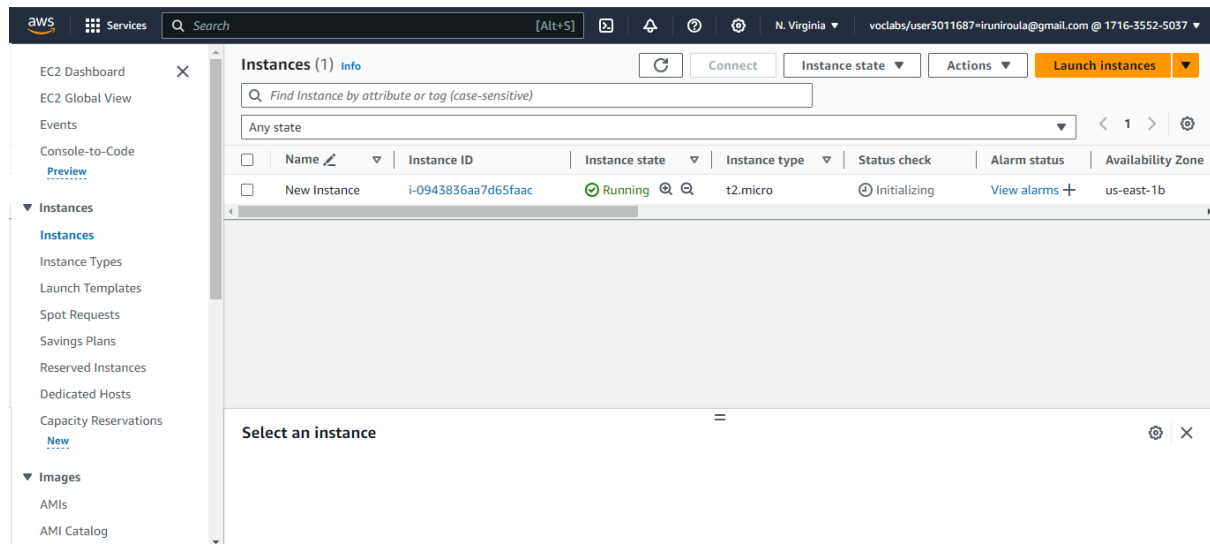 aws Services Search [Alt+S] N. Virginia ▼ voclabs/user3011687=iruniroula@gmail.com @ 1716-3552-5037 ▼
EC2 Dashboard
EC2 Global View
Events
Console-to-Code
Preview
▼ Instances
Instances
Instance Types
Launch Templates
Spot Requests
Savings Plans
Reserved Instances
Dedicated Hosts
Capacity Reservations
New
▼ Images
AMIs
AMI Catalog
Instances (1) Info Connect Instance state ▼ Actions ▼ Launch instances ▼
Find Instance by attribute or tag (case-sensitive)
Any state ▼ < 1 >
Name Instance ID Instance state Instance type Status check Alarm status Availability Zone
New Instance i-0943836aa7d65faac Running t2.micro Initializing View alarms + us-east-1b
Select an instance